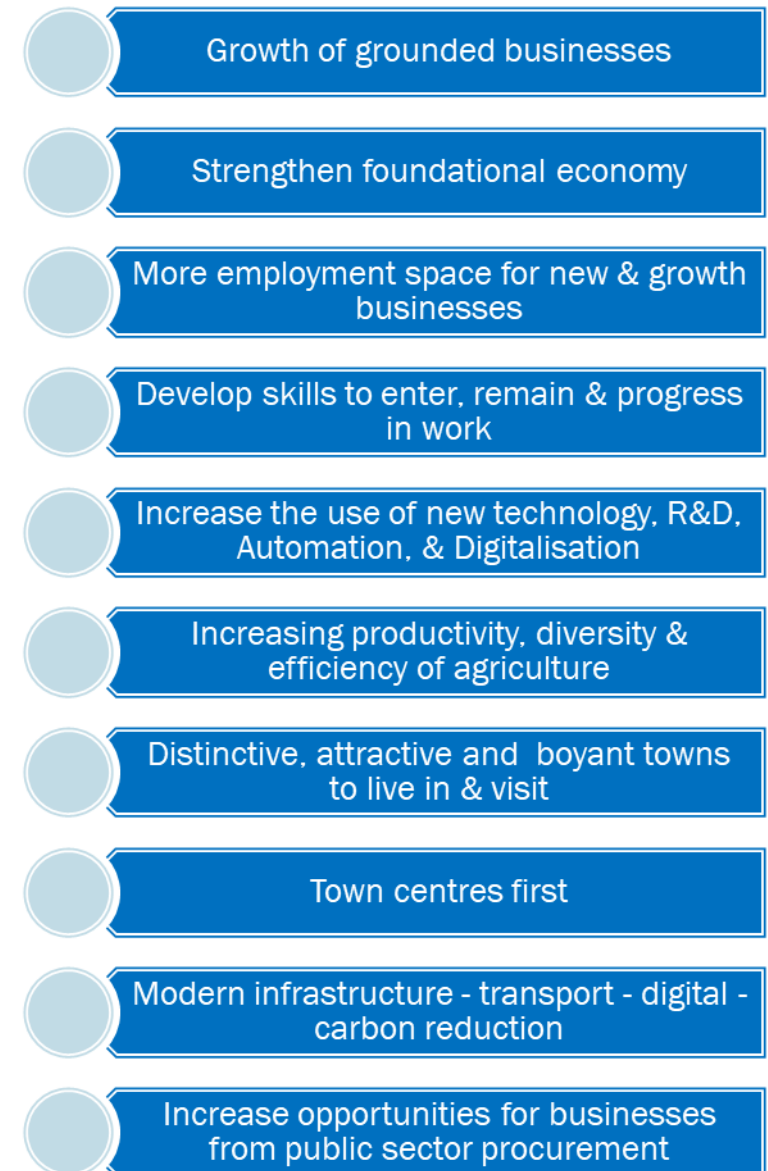 Growth of grounded businesses
Strengthen foundational economy
More employment space for new & growth
businesses
Develop skills to enter, remain & progress
in work
Increase the use of new technology, R&D,
Automation, & Digitalisation
Increasing productivity, diversity &
efficiency of agriculture
Distinctive, attractive and  boyant towns
to live in & visit
Town centres first
Modern infrastructure - transport - digital -
carbon reduction
Increase opportunities for businesses
from public sector procurement